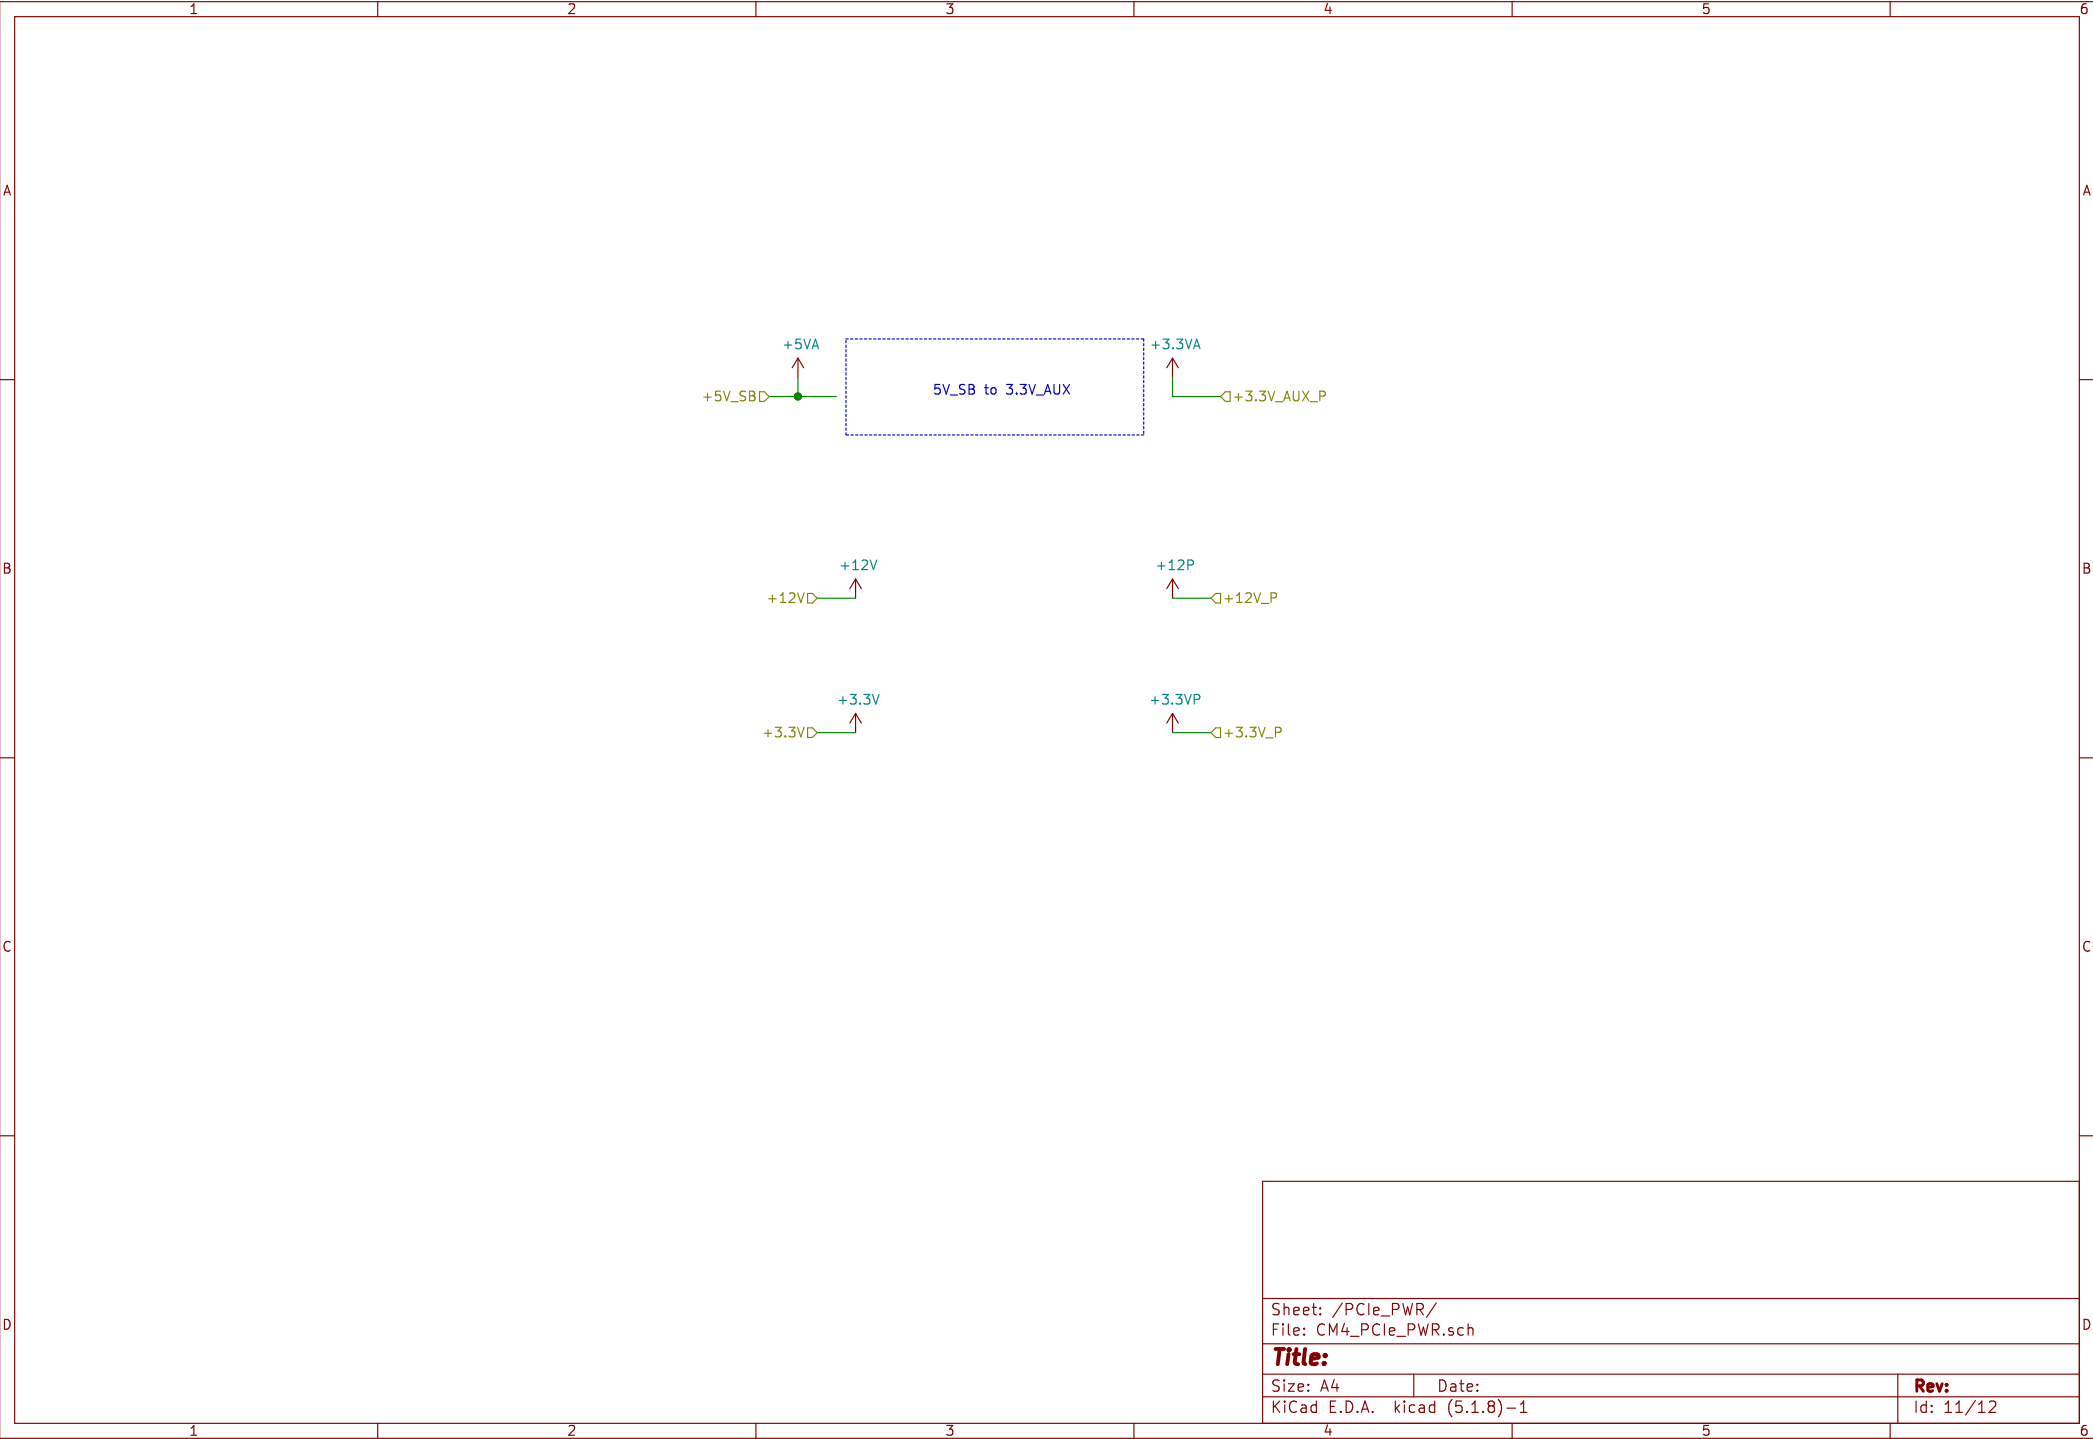 1 2 3 4 5 6
A A
+5VA +3.3VA
5V_SB to 3.3V_AUX
+5V_SB +3.3V_AUX_P
+12V +12P
B B
+12V +12V_P
+3.3V +3.3VP
+3.3V +3.3V_P
C C
Sheet: /PCIe_PWR/
D D
File: CM4_PCIe_PWR.sch
Title:
Size: A4 Date: Rev:
KiCad E.D.A. kicad (5.1.8)-1 Id: 11/12
1 2 3 4 5 6